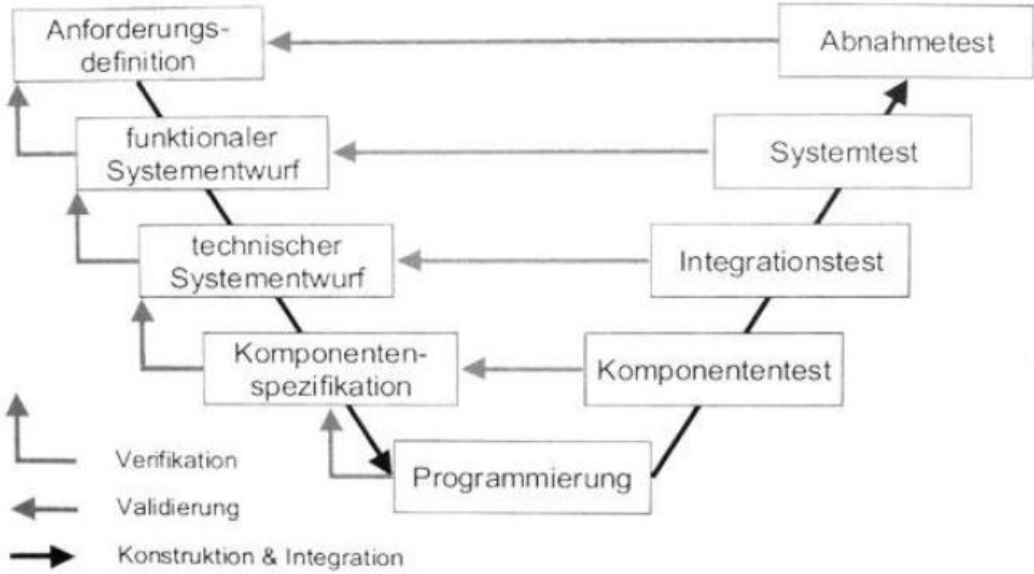 Anforderungs-
definition
Abnahmetest
funktionaler
Systementwurf
Systemtest
technischer
Systementwurf
Integrationstest
Komponenten-
spezifikation
Komponententest
Programmierung
Verifikation
Validierung
Konstruktion & Integration